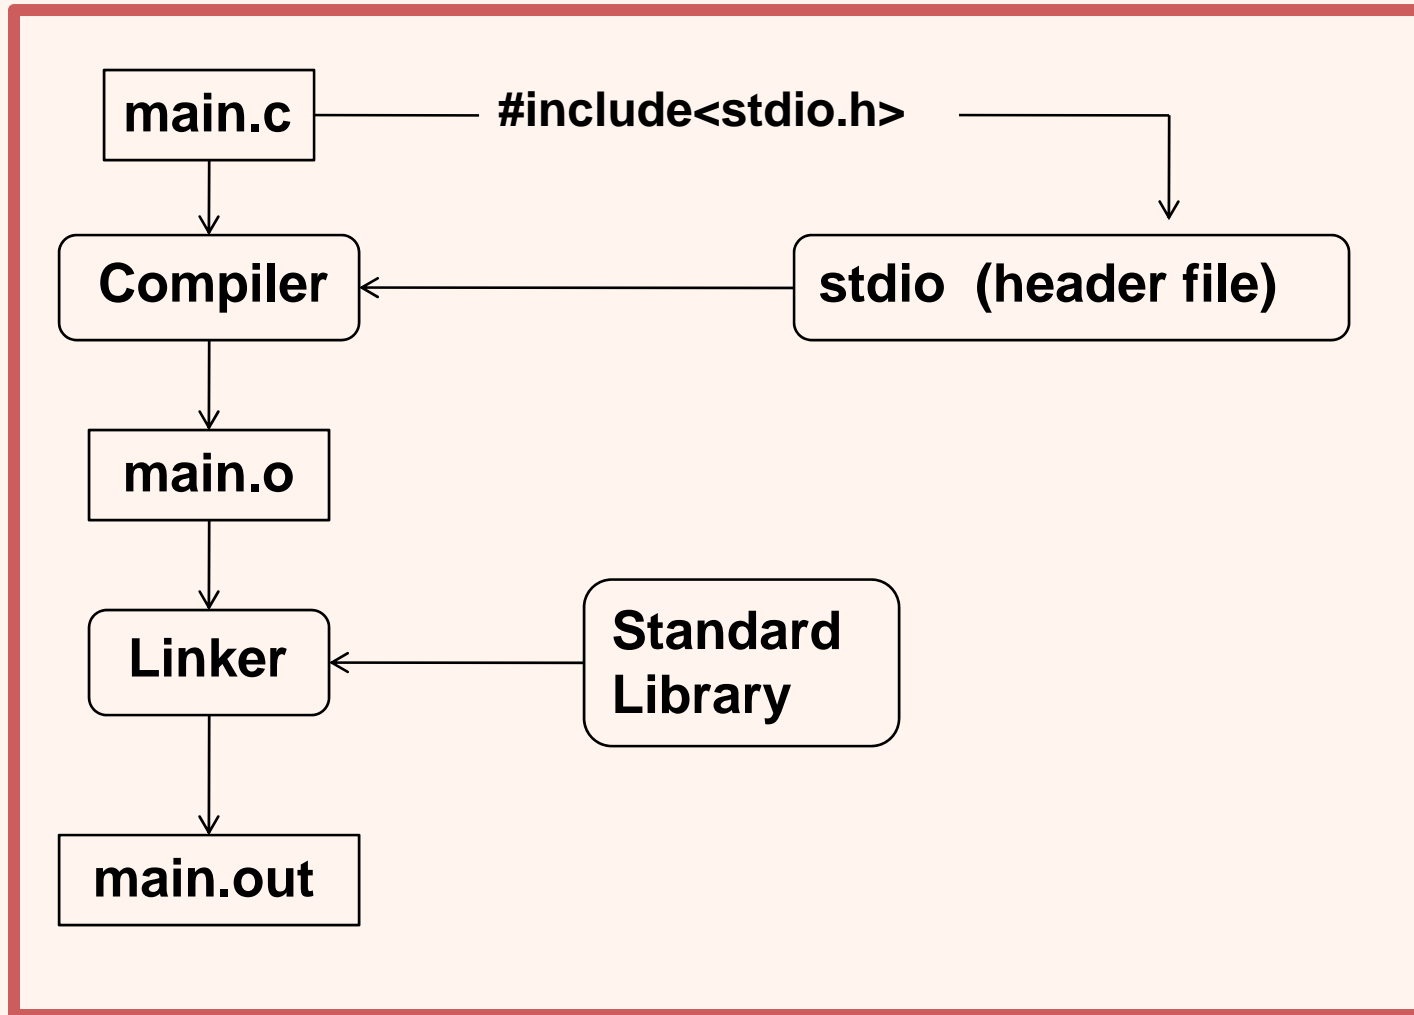 main.c
#include<stdio.h>
Compiler
stdio (header file)
main.o
Linker
Standard
Library
main.out